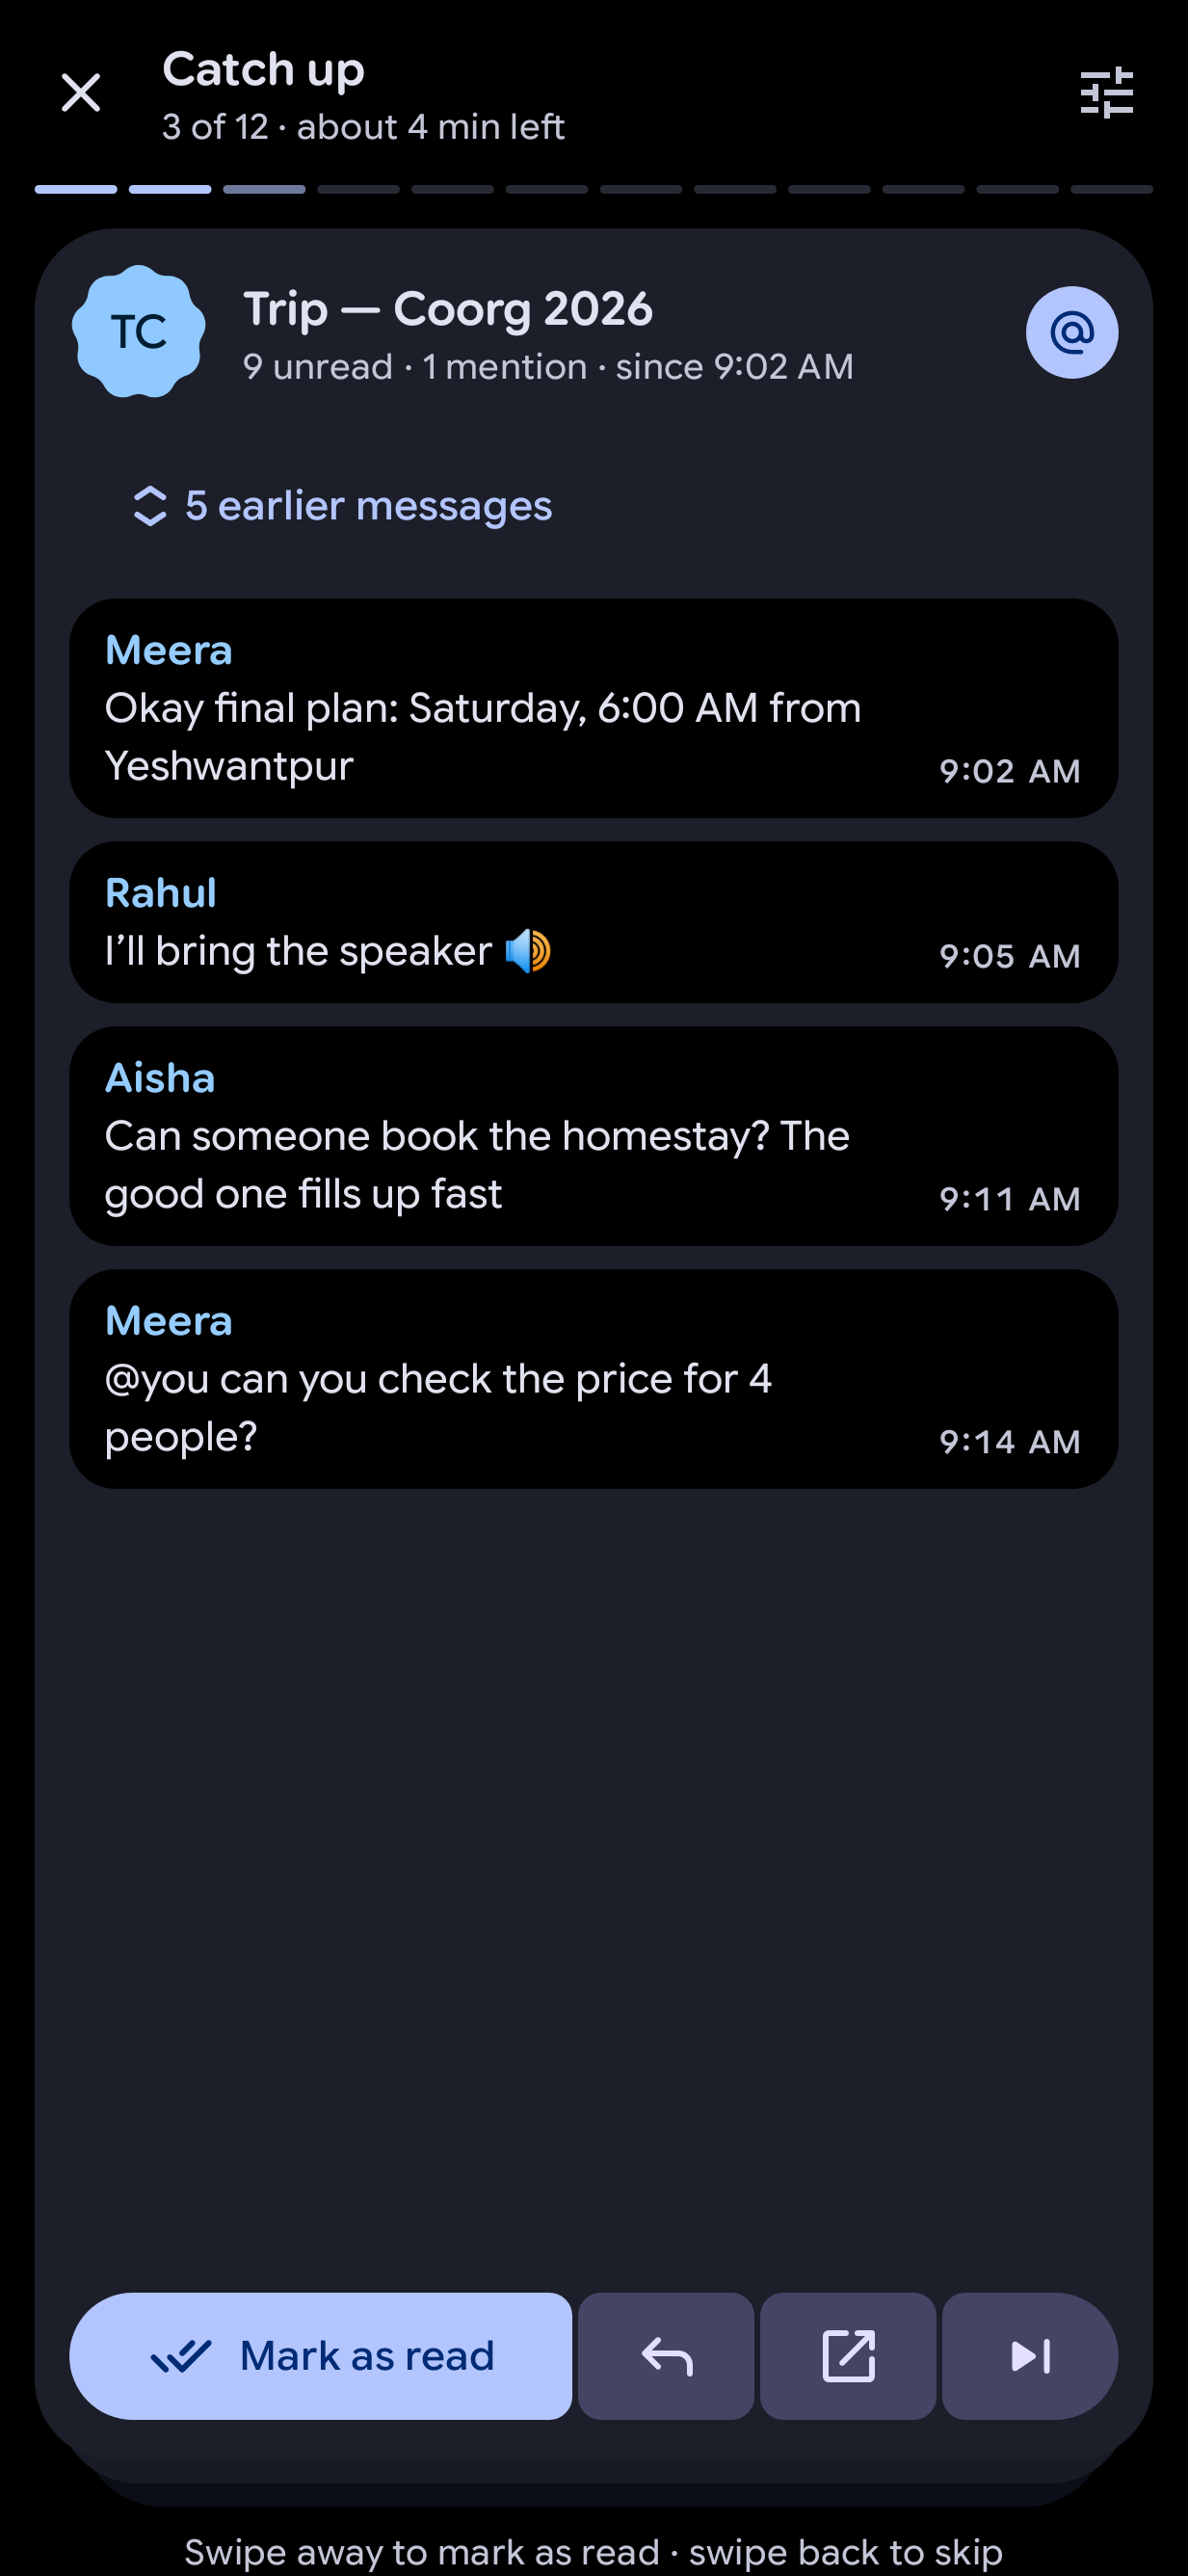 Catch up
3 of 12 · about 4 min left
TC
Trip — Coorg 2026
9 unread · 1 mention · since 9:02 AM
@
5 earlier messages
Meera
Okay final plan: Saturday, 6:00 AM from
Yeshwantpur
9:02 AM
Rahul
I’ll bring the speaker 🔊
9:05 AM
Aisha
Can someone book the homestay? The
good one fills up fast
9:11 AM
Meera
@you can you check the price for 4
people?
9:14 AM
Mark as read
Swipe away to mark as read · swipe back to skip